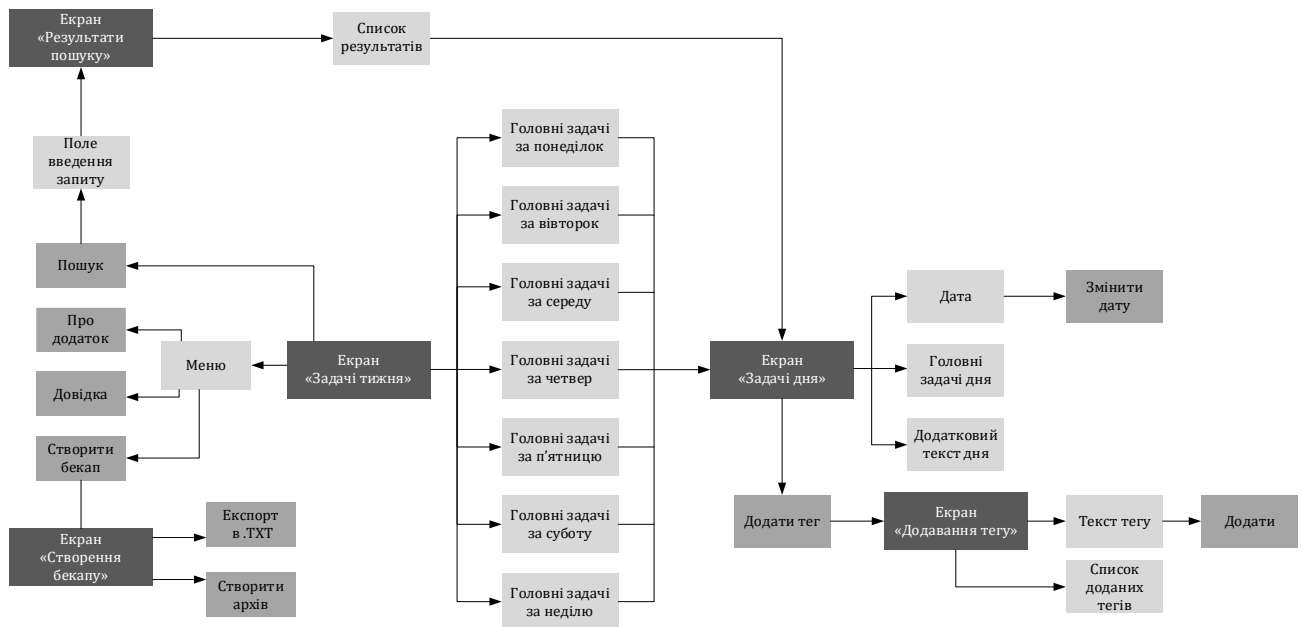 Екран
«Результати
пошуку»
Список
результатів
Поле
введення
запиту
Пошук
Про
додаток
Довідка
Створити
бекап
Меню
Екран
«Задачі тижня»
Екран
«Створення
бекапу»
Експорт
в .TXT
Створити
архів
Головні задачі
за понеділок
Головні задачі
за вівторок
Головні задачі
за середу
Головні задачі
за четвер
Головні задачі
за п'ятницю
Головні задачі
за суботу
Головні задачі
за неділю
Екран
«Задачі дня»
Дата
Змінити
дату
Головні
задачі дня
Додатковий
текст дня
Додати тег
Екран
«Додавання тегу»
Текст тегу
Додати
Список
доданих
тегів